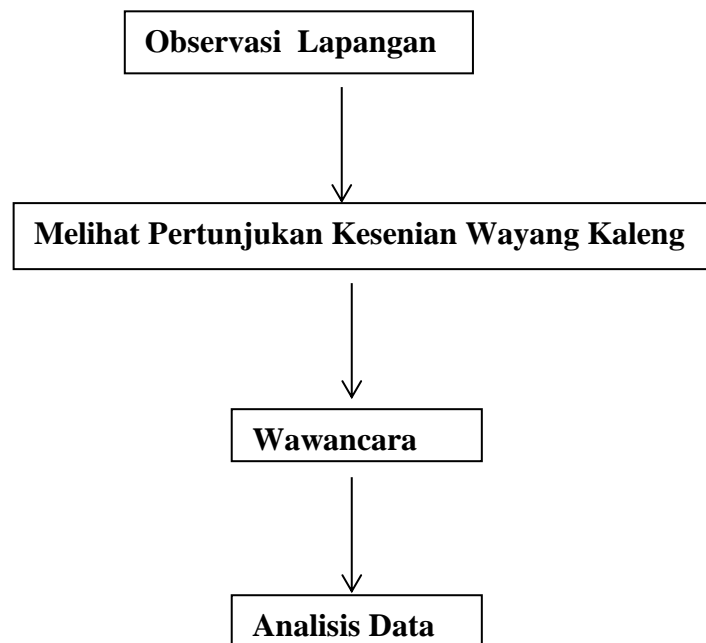 Observasi Lapangan
Melihat Pertunjukan Kesenian Wayang Kaleng
Wawancara
Analisis Data